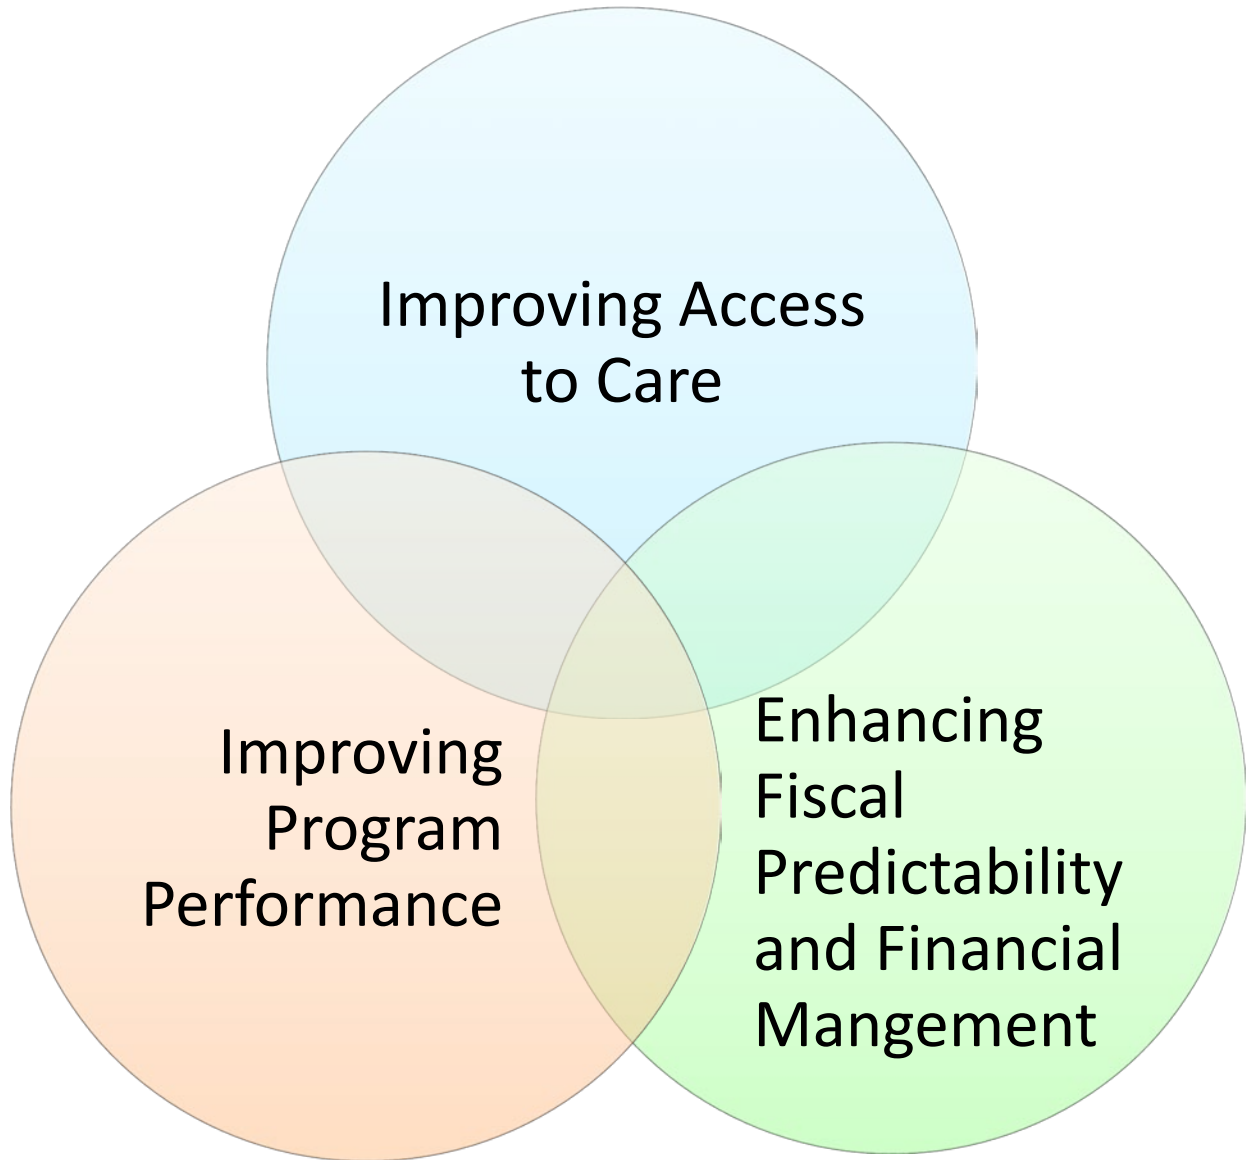 Improving Access
to Care
Improving
Program
Performance
Enhancing
Fiscal
Predictability
and Financial
Mangement